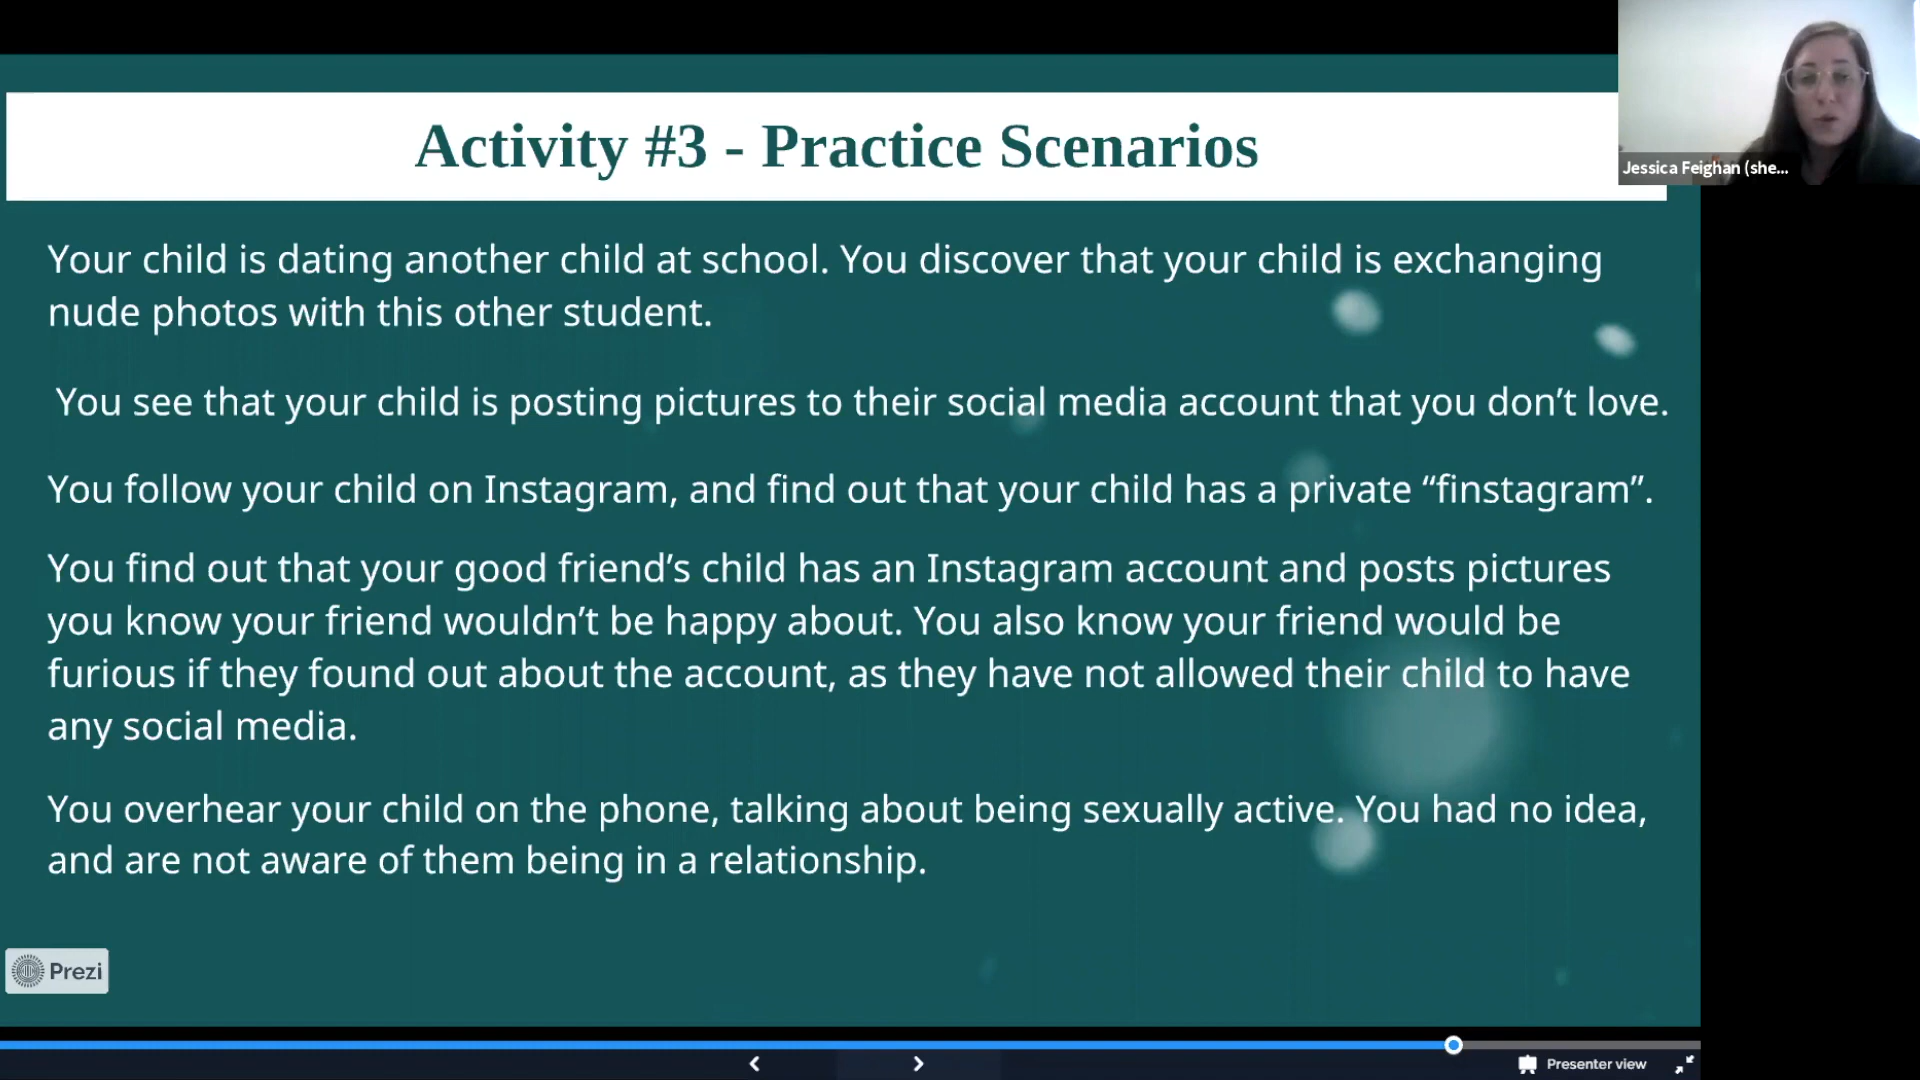 Activity #3 - Practice Scenarios
Jessica Feighan (she...
Your child is dating another child at school. You discover that your child is exchanging
nude photos with this other student.
You see that your child is posting pictures to their social media account that you don’t love.
You follow your child on Instagram, and find out that your child has a private “finstagram”.
You find out that your good friend’s child has an Instagram account and posts pictures
you know your friend wouldn’t be happy about. You also know your friend would be
furious if they found out about the account, as they have not allowed their child to have
any social media.
You overhear your child on the phone, talking about being sexually active. You had no idea,
and are not aware of them being in a relationship.
Prezi
Presenter view